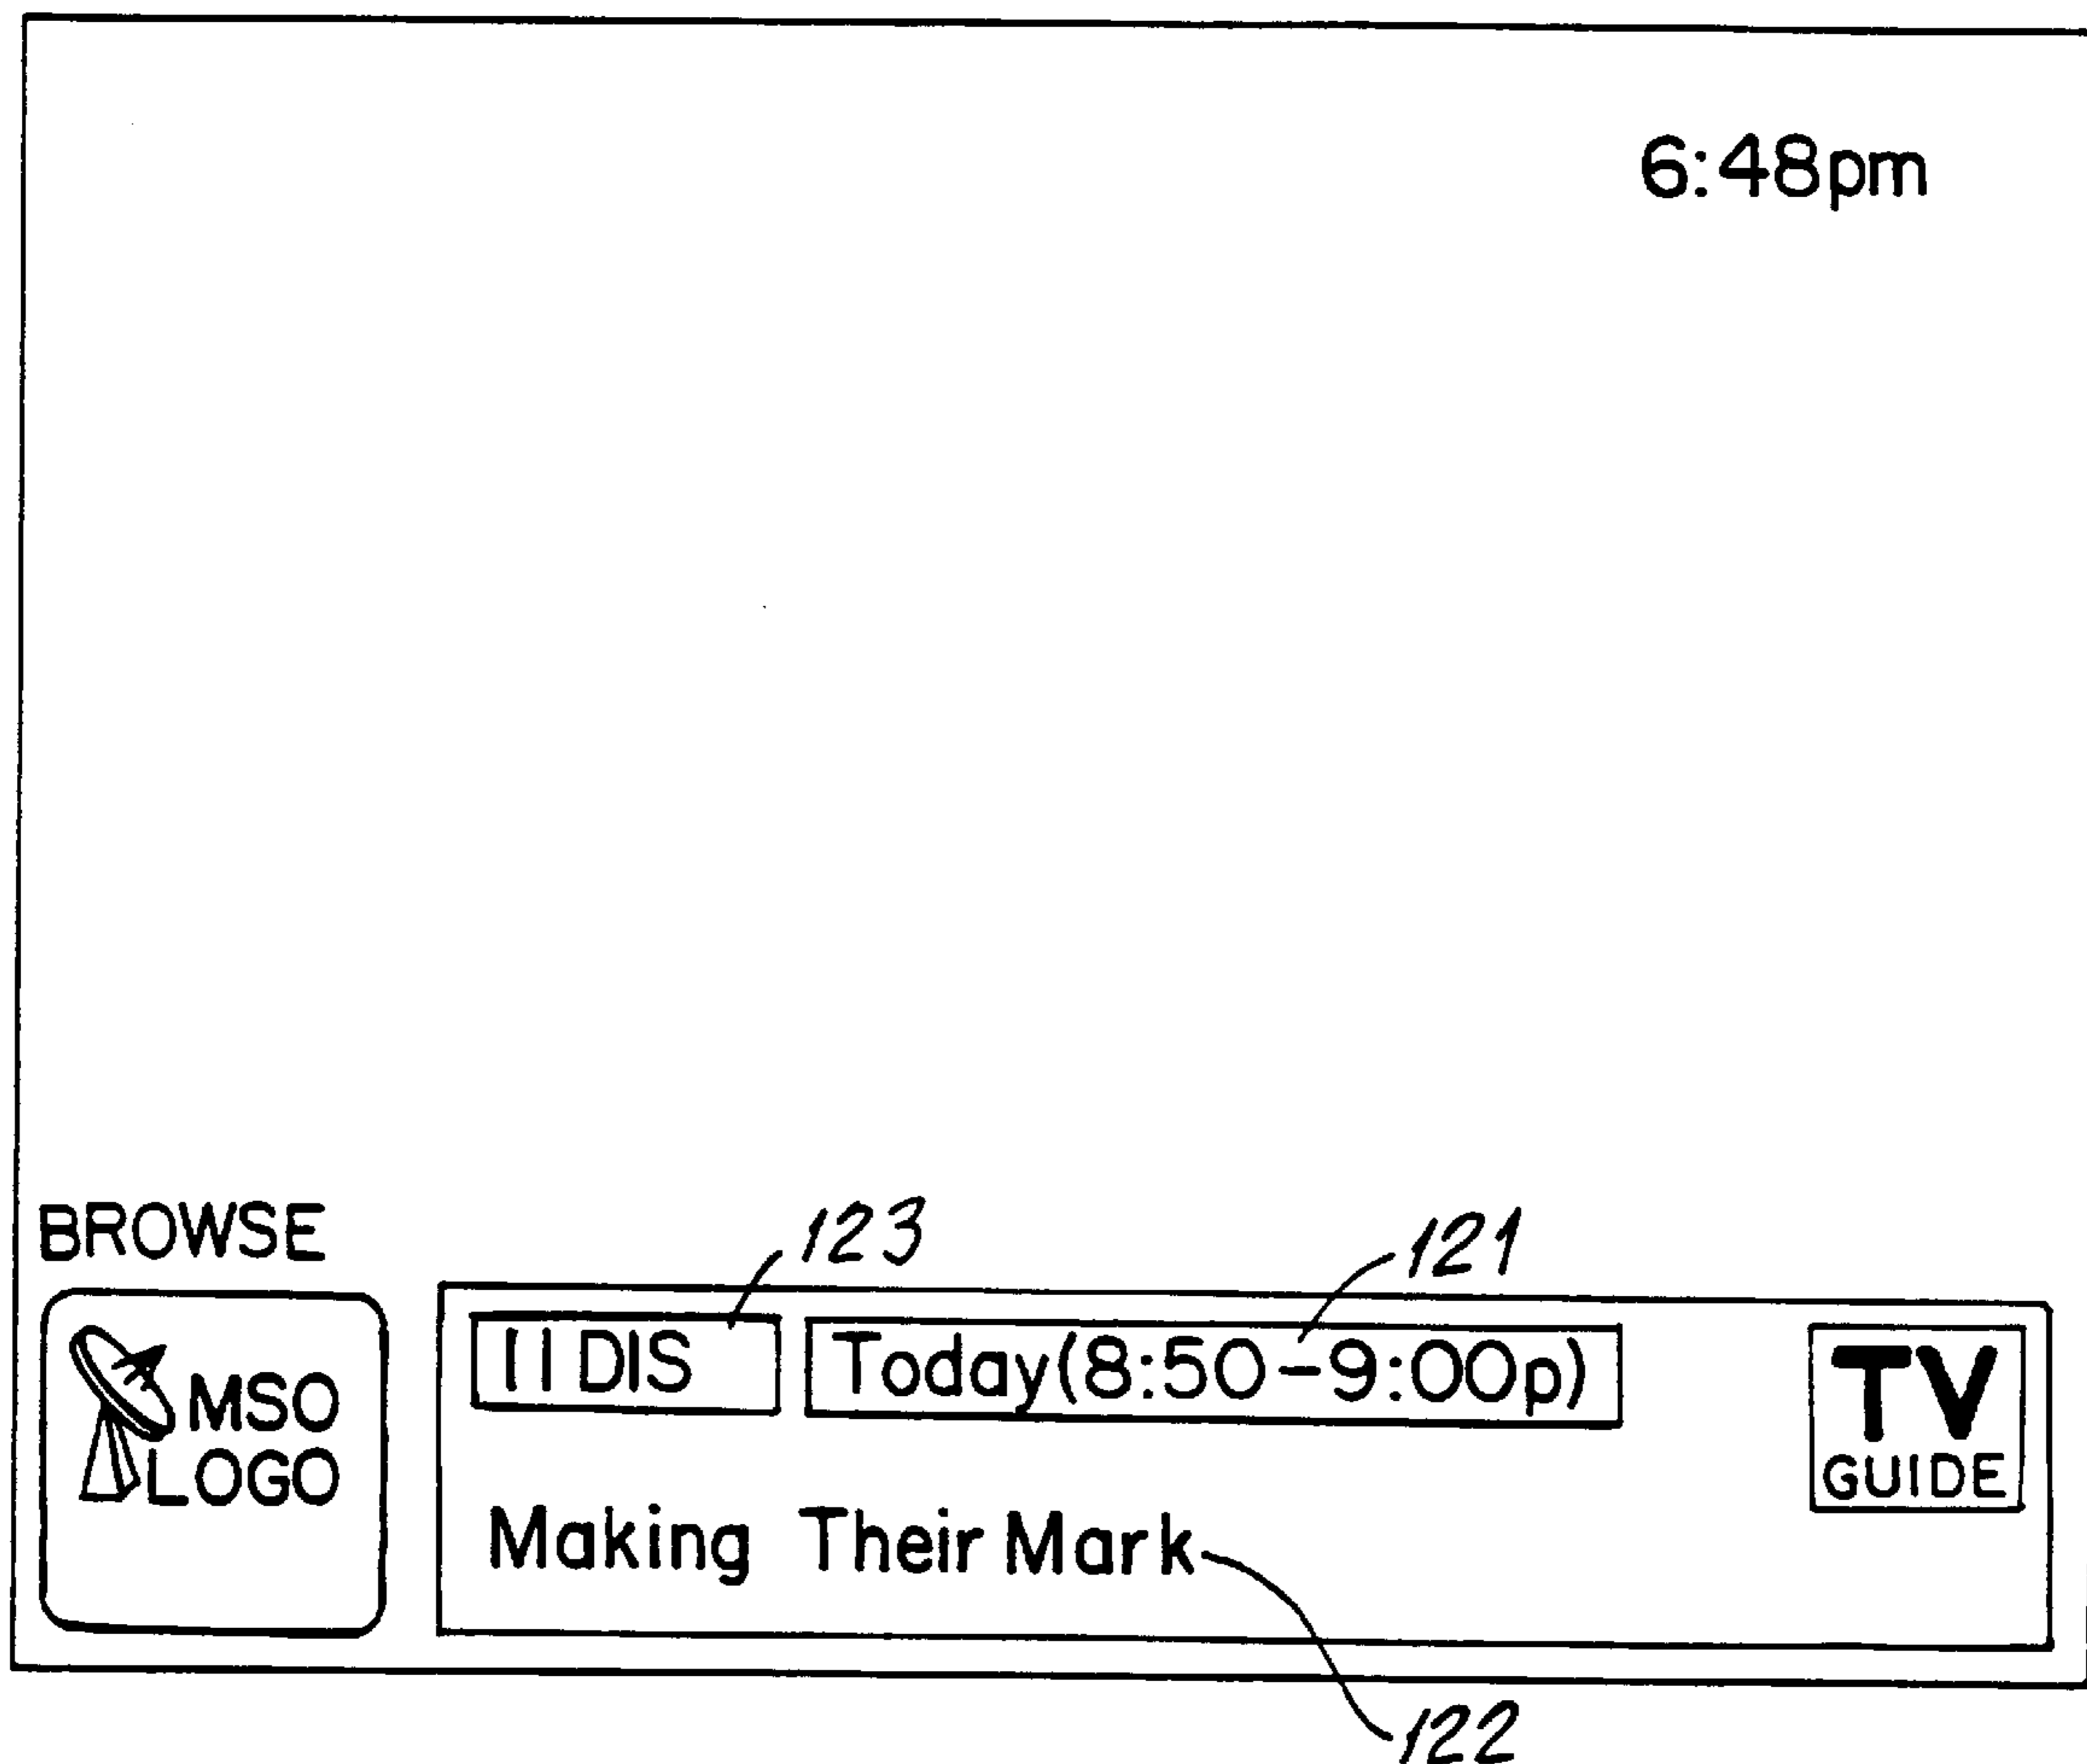 6:48pm
BROWSE
123
121
11 DIS
Today(8:50-9:00p)
TV
GUIDE
MSO
LOGO
Making Their Mark
122